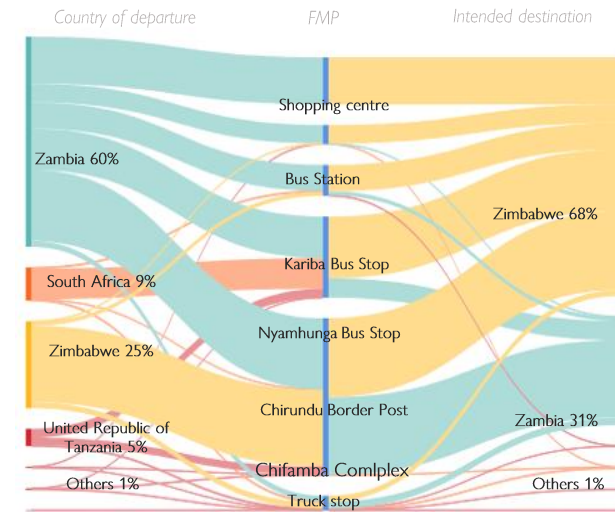 Country of departure
FMP
Intended destination
Shopping centre
Zambia 60%
Bus Station
Zimbabwe 68%
Kariba Bus Stop
South Africa 9%
Nyamhunga Bus Stop
Zimbabwe 25%
Chirundu Border Post
United Republic of
Tanzania 5%
Zambia 31%
Chifamba Comlplex
Others 1%
Others 1%
Truck stop